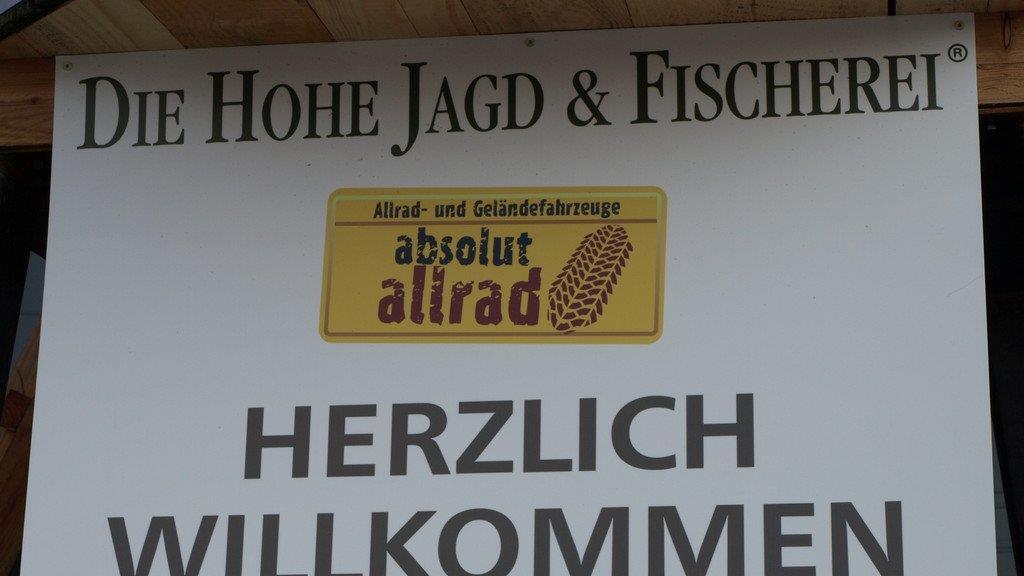 DIE HOHE JAGD & FISCHEREI®
Allrad- und Geländefahrzeuge
absolut
allrad
HERZLICH
WILLKOMMEN